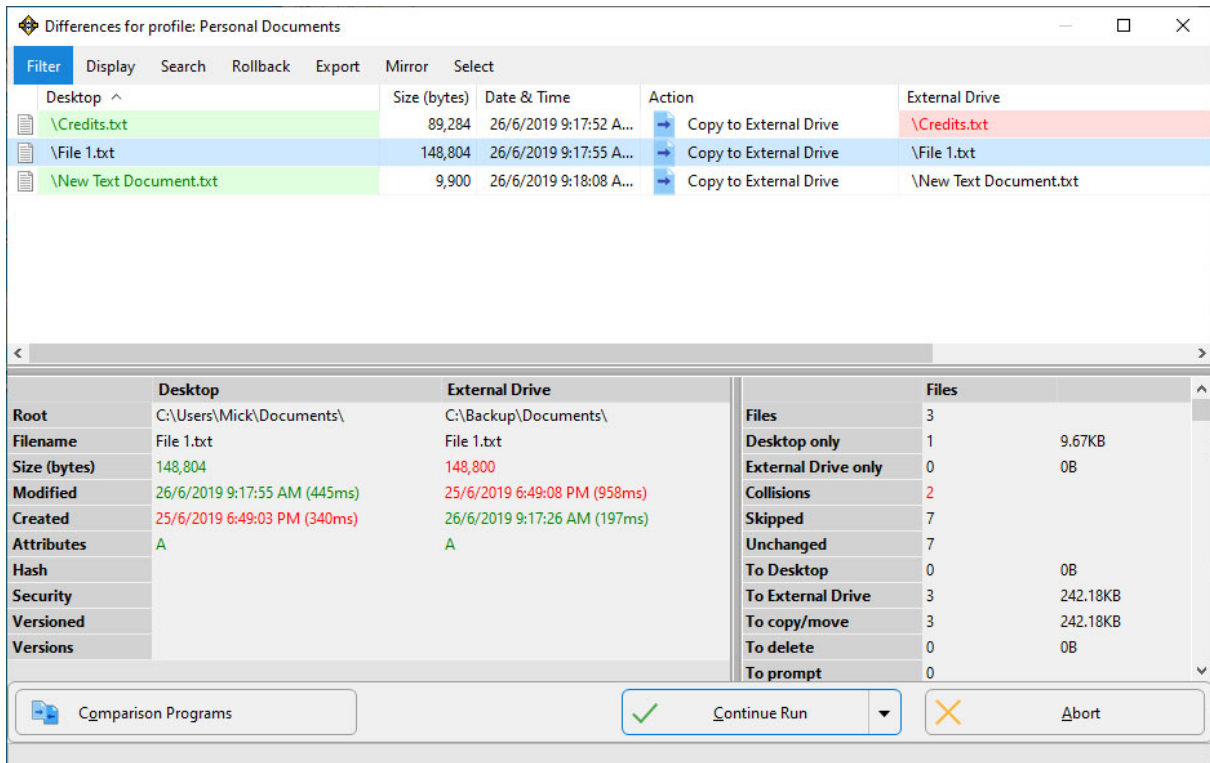 Differences for profile: Personal Documents
Filter Display Search Rollback Export Mirror Select
Desktop Size (bytes) Date & Time Action External Drive
\Credits.txt 89,284 26/6/2019 9:17:52 A... Copy to External Drive \Credits.txt
\File 1.txt 148,804 26/6/2019 9:17:55 A... Copy to External Drive \File 1.txt
\New Text Document.txt 9,900 26/6/2019 9:18:08 A... Copy to External Drive \New Text Document.txt
Desktop External Drive Files
Root C:\Users\Mick\Documents\ C:\Backup\Documents\ Files 3
Filename File 1.txt File 1.txt Desktop only 1 9.67KB
Size (bytes) 148,804 148,800 External Drive only 0 0B
Modified 26/6/2019 9:17:55 AM (445ms) 25/6/2019 6:49:08 PM (958ms) Collisions 2
Created 25/6/2019 6:49:03 PM (340ms) 26/6/2019 9:17:26 AM (197ms) Skipped 7
Attributes A A Unchanged 7
Hash To Desktop 0 0B
Security To External Drive 3 242.18KB
Versioned To copy/move 3 242.18KB
Versions To delete 0 0B
To prompt 0
Comparison Programs Continue Run Abort